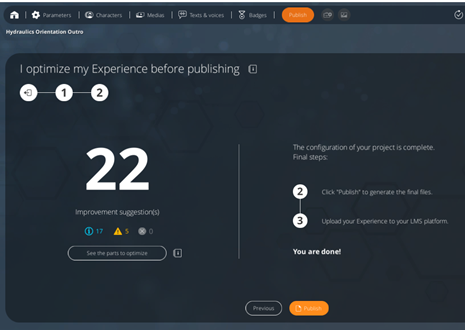 Parameters Characters Medias Texts & voices Badges Publish
Hydraulics Orientation Outro
I optimize my Experience before publishing
1 2
22
Improvement suggestion(s)
17 5 0
See the parts to optimize
The configuration of your project is complete.
Final steps:
2 Click "Publish" to generate the final files.
3 Upload your Experience to your LMS platform.
You are done!
Previous Publish